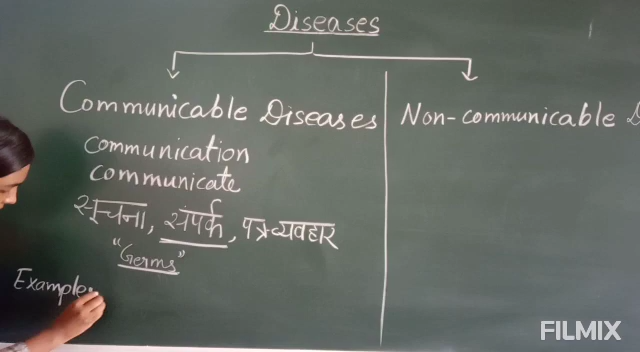 Diseases
Communicable Diseases
Non-communicable D
communication
communicate
सूचना, संपर्क, पत्रव्यवहार
"Germs"
Example
FILMIX